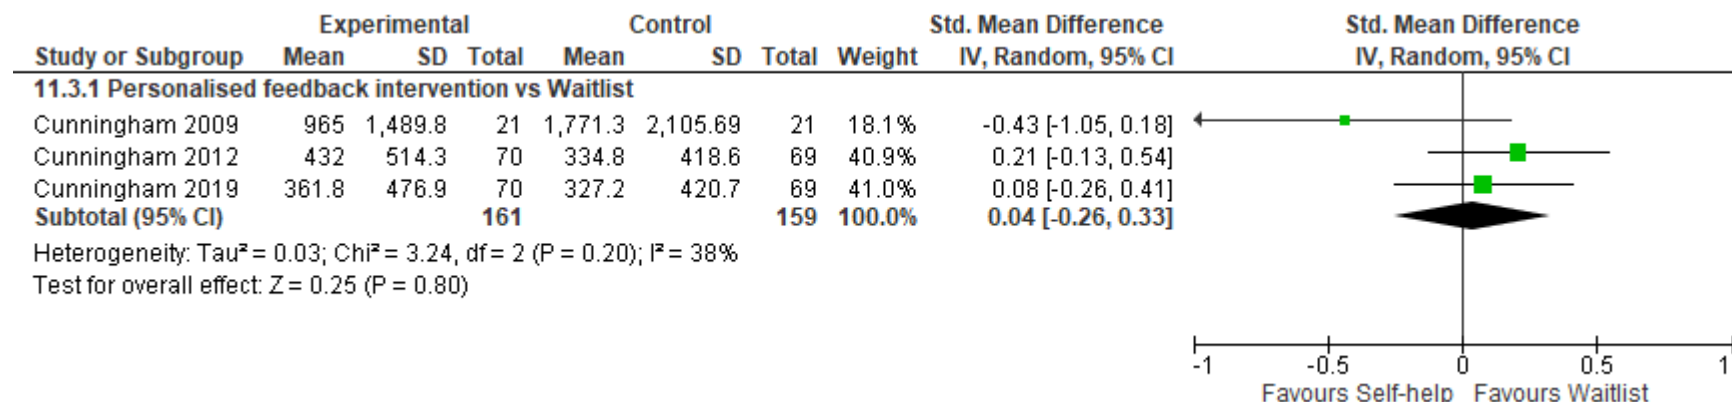 Experimental Control Std. Mean Difference Std. Mean Difference
Study or Subgroup Mean SD Total Mean SD Total Weight IV, Random, 95% CI IV, Random, 95% CI
11.3.1 Personalised feedback intervention vs Waitlist
Cunningham 2009 965 1,489.8 21 1,771.3 2,105.69 21 18.1% -0.43 [-1.05, 0.18]
Cunningham 2012 432 514.3 70 334.8 418.6 69 40.9% 0.21 [-0.13, 0.54]
Cunningham 2019 361.8 476.9 70 327.2 420.7 69 41.0% 0.08 [-0.26, 0.41]
Subtotal (95% CI) 161 159 100.0% 0.04 [-0.26, 0.33]
Heterogeneity: Tau² = 0.03; Chi² = 3.24, df = 2 (P = 0.20); I² = 38%
Test for overall effect: Z = 0.25 (P = 0.80)
-1 -0.5 0 0.5 1
Favours Self-help Favours Waitlist